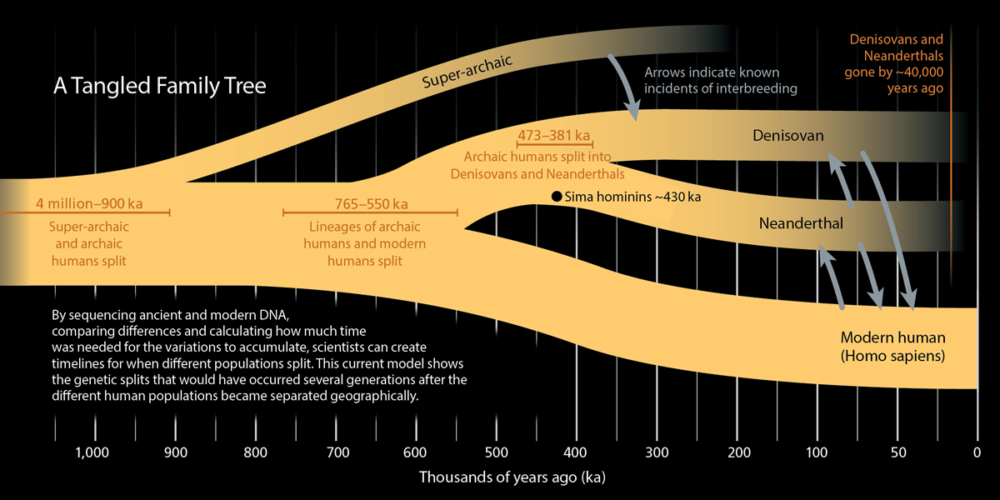 A Tangled Family Tree
Super-archaic
Arrows indicate known
incidents of interbreeding
Denisovans and
Neanderthals
gone by ~40,000
years ago
473–381 ka
Archaic humans split into
Denisovans and Neanderthals
Denisovan
Sima hominins ~430 ka
Neanderthal
4 million–900 ka
Super-archaic
and archaic
humans split
765–550 ka
Lineages of archaic
humans and modern
humans split
Modern human
(Homo sapiens)
By sequencing ancient and modern DNA,
comparing differences and calculating how much time
was needed for the variations to accumulate, scientists can create
timelines for when different populations split. This current model shows
the genetic splits that would have occurred several generations after the
different human populations became separated geographically.
1,000 900 800 700 600 500 400 300 200 100 50 0
Thousands of years ago (ka)